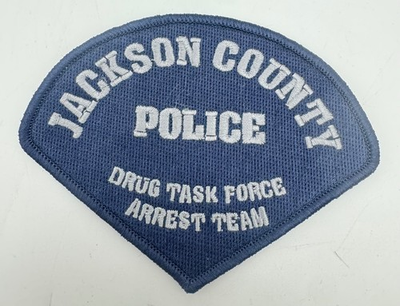 JACKSON COUNTY
POLICE
DRUG TASK FORCE
ARREST TEAM